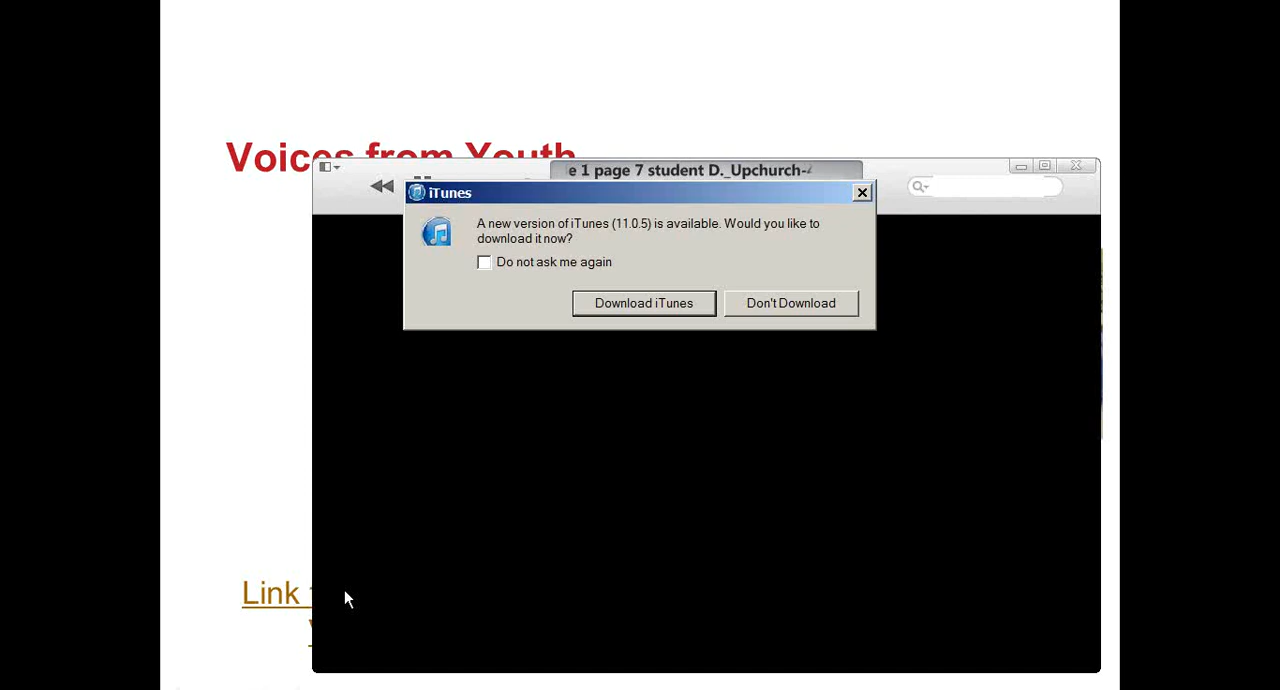 Voices from Youth
e 1 page 7 student D._Upchurch-
iTunes
A new version of iTunes (11.0.5) is available. Would you like to
download it now?
Do not ask me again
Download iTunes
Don't Download
Link